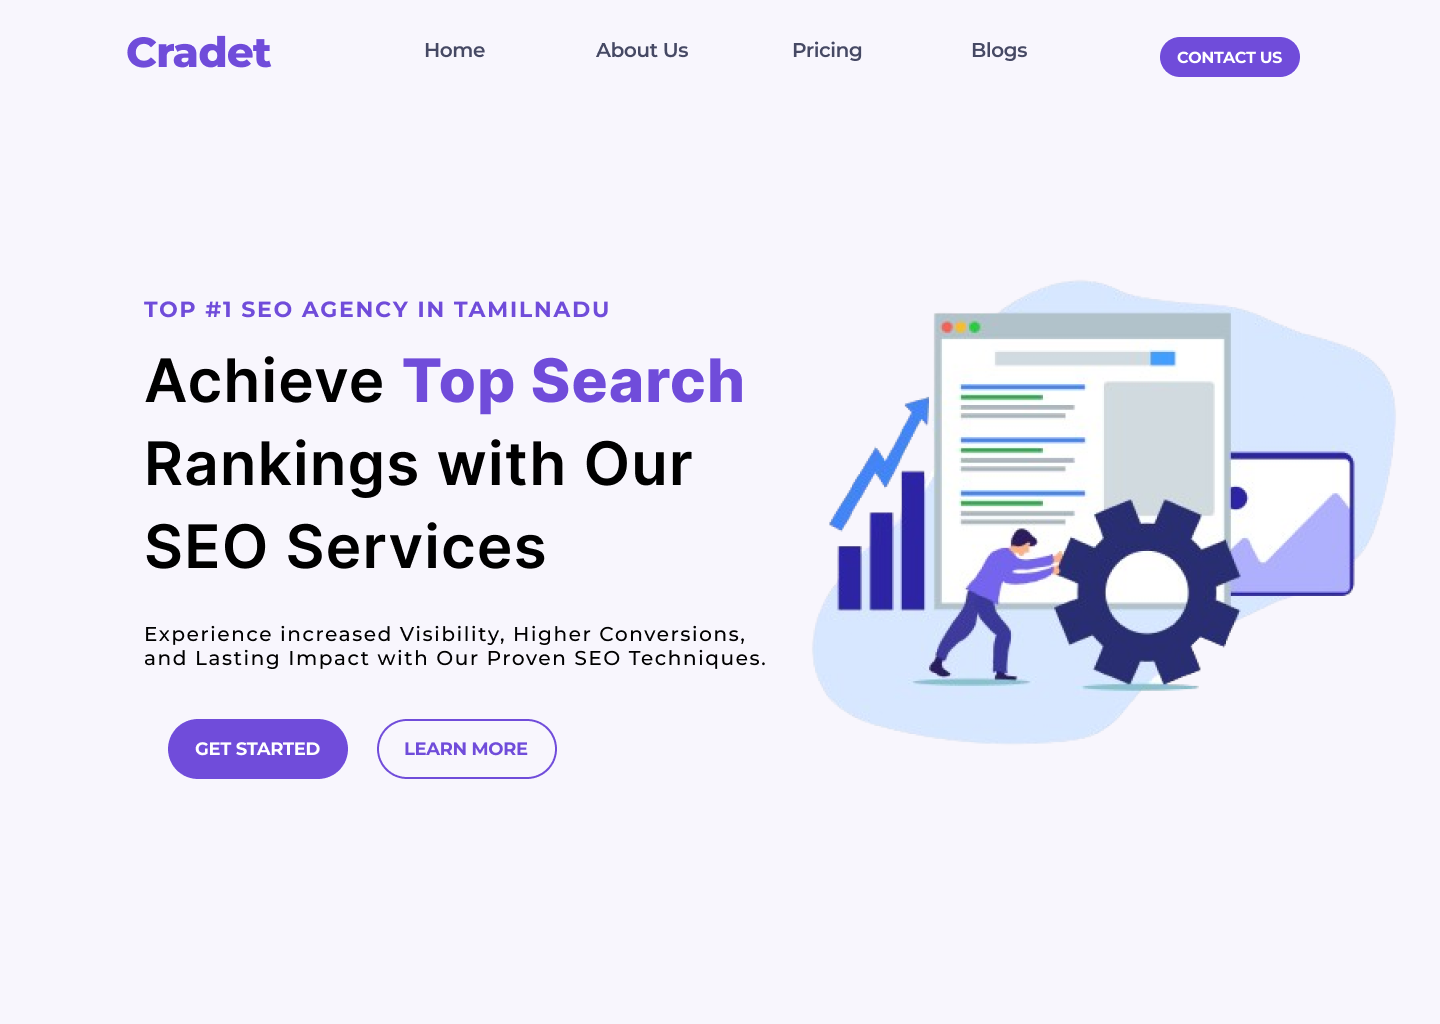 Cradet
Home
About Us
Pricing
Blogs
CONTACT US
TOP #1 SEO AGENCY IN TAMILNADU
Achieve Top Search
Rankings with Our
SEO Services
Experience increased Visibility, Higher Conversions,
and Lasting Impact with Our Proven SEO Techniques.
GET STARTED
LEARN MORE